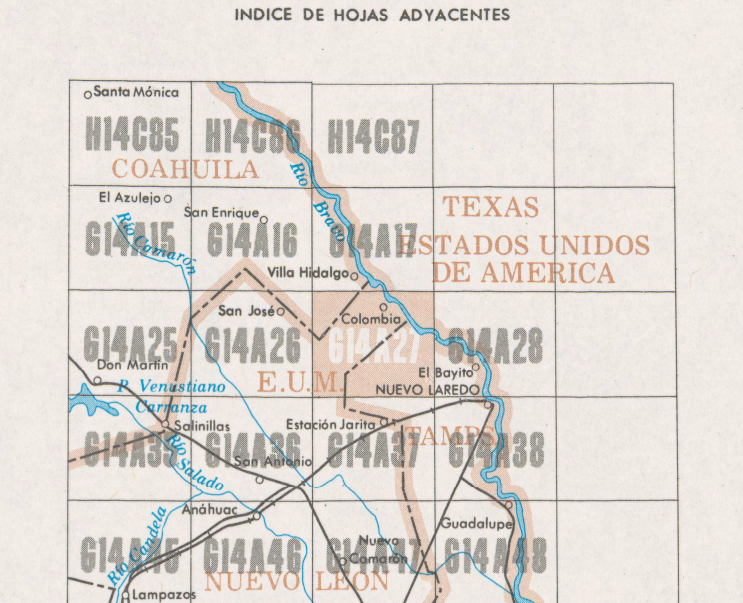 INDICE DE HOJAS ADYACENTES
Santa Mónica
H14C85 H14C86 H14C87
COAHUILA
Río Bravo
El Azulejo
San Enrique
TEXAS
G14A15 G14A16 G14A17
Río Camarón
ESTADOS UNIDOS
DE AMERICA
Villa Hidalgo
San José
Colombia
G14A25 G14A26 G14A27 G14A28
Don Martín
El Bayito
P. Venustiano
Carranza
E.U.M.
NUEVO LAREDO
Salinillas
Estación Jarita
TAMPS
G14A35 G14A36 G14A37 G14A38
Río Salado
San Antonio
Anáhuac
Guadalupe
Río Candela
Nuevo
Camarón
G14A45 G14A46 G14A47 G14A48
NUEVO LEON
Lampazos